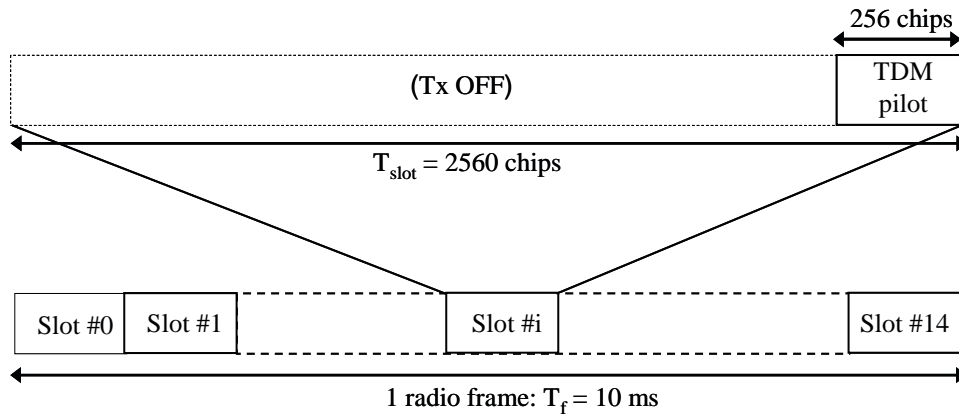 256 chips
(Tx OFF)
TDM
pilot
T_slot = 2560 chips
Slot #0 Slot #1 Slot #i Slot #14
1 radio frame: T_f = 10 ms